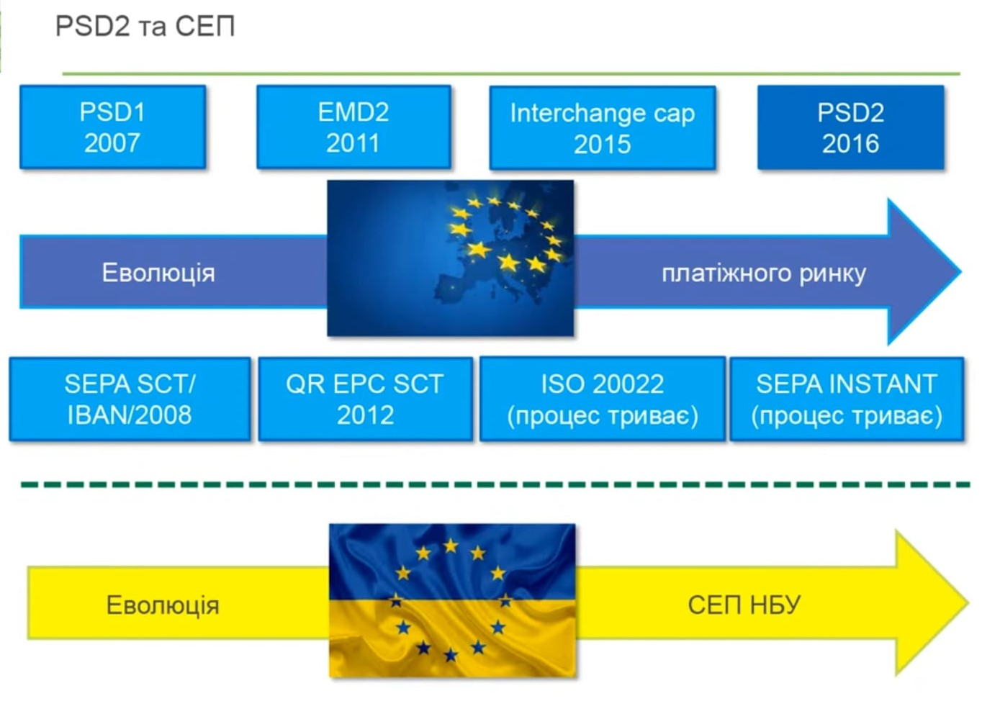 PSD2 та СЕП
PSD1
2007
EMD2
2011
Interchange cap
2015
PSD2
2016
Еволюція
платіжного ринку
SEPA SCT/
IBAN/2008
QR EPC SCT
2012
ISO 20022
(процес триває)
SEPA INSTANT
(процес триває)
Еволюція
СЕП НБУ